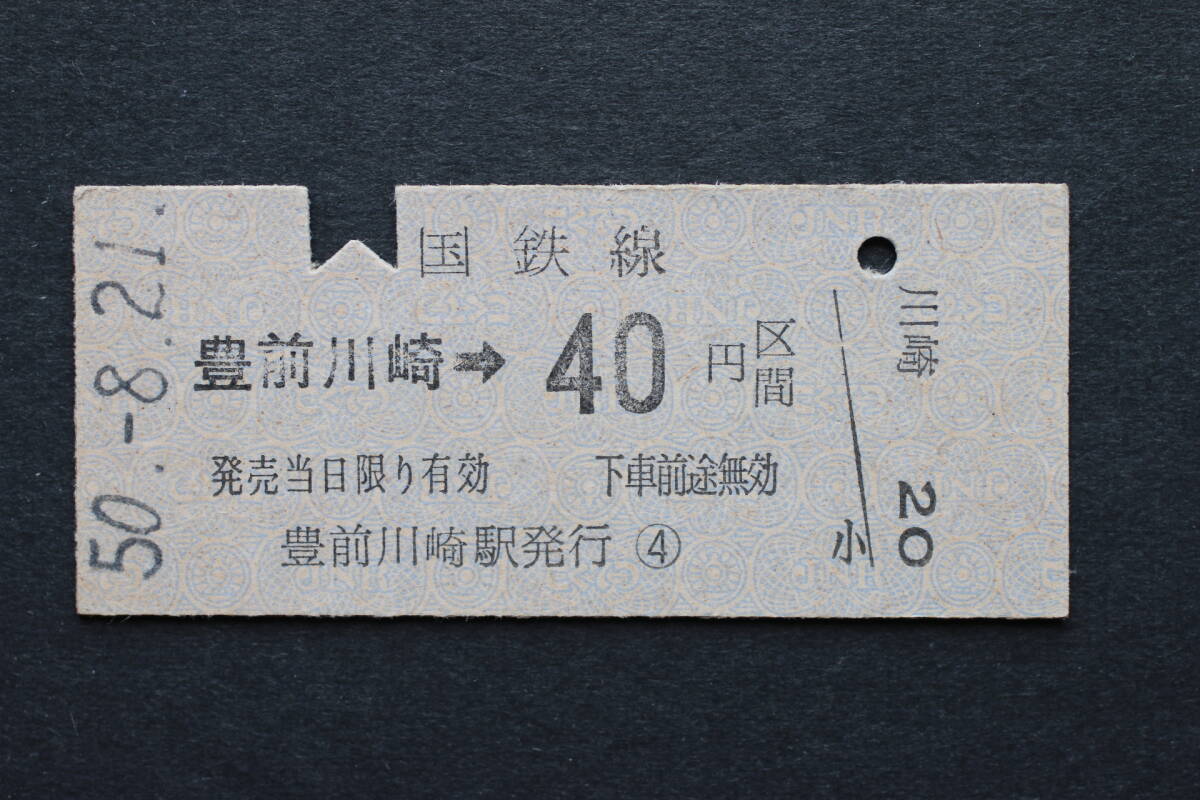 50.-8.21.
国鉄線
豊前川崎➡40円区間
発売当日限り有効 下車前途無効
豊前川崎駅発行 ④
川崎
小 20